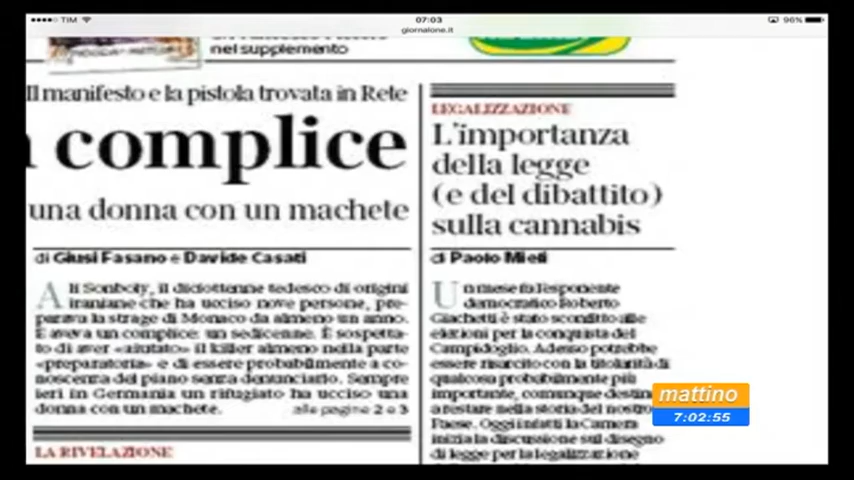 TIM
07:03
96%
giornalone.it
nel supplemento
Il manifesto e la pistola trovata in Rete
complice
una donna con un machete
di Giusi Fasano e Davide Casati
Ali Sonboly, il diciottenne tedesco di origini
iraniane che ha ucciso nove persone, pre-
parava la strage di Monaco da almeno un anno.
E aveva un complice: un sedicenne. È sospetta-
to di aver «aiutato» il killer almeno nella parte
«preparatoria» e di essere probabilmente a co-
noscenza del piano senza denunciarlo. Sempre
ieri in Germania un rifugiato ha ucciso una
donna con un machete.
alle pagine 2 e 3
LA RIVELAZIONE
LEGALIZZAZIONE
L'importanza
della legge
(e del dibattito)
sulla cannabis
di Paolo Mieli
Un mese fa l'esponente
democratico Roberto
Giachetti è stato sconfitto alle
elezioni per la conquista del
Campidoglio. Adesso potrebbe
essere risarcito con la titolarità di
qualcosa probabilmente più
importante, comunque
a restare nella storia del nostro
Paese. Oggi infatti la Camera
inizia la discussione sul disegno
di legge per la legalizzazione
mattino
7:02:55